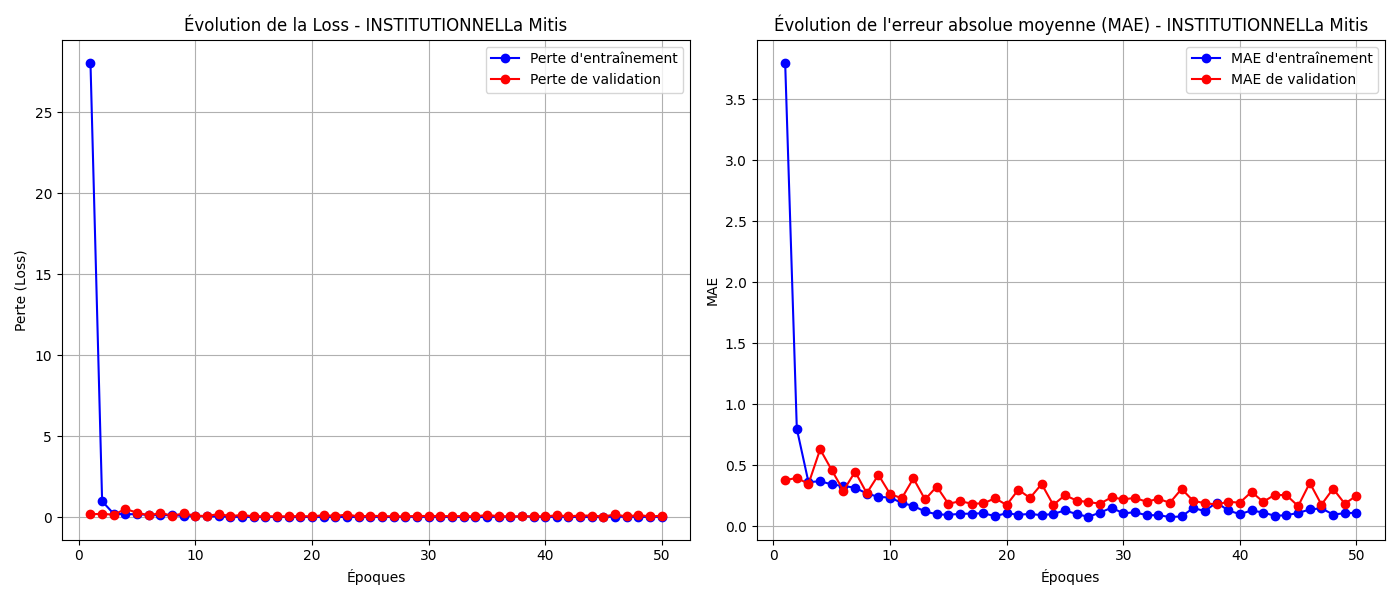 Évolution de la Loss - INSTITUTIONNELLa Mitis
Perte d'entraînement
Perte de validation
Perte (Loss)
25
20
15
10
5
0
0 10 20 30 40 50
Époques
Évolution de l'erreur absolue moyenne (MAE) - INSTITUTIONNELLa Mitis
MAE d'entraînement
MAE de validation
MAE
3.5
3.0
2.5
2.0
1.5
1.0
0.5
0.0
0 10 20 30 40 50
Époques